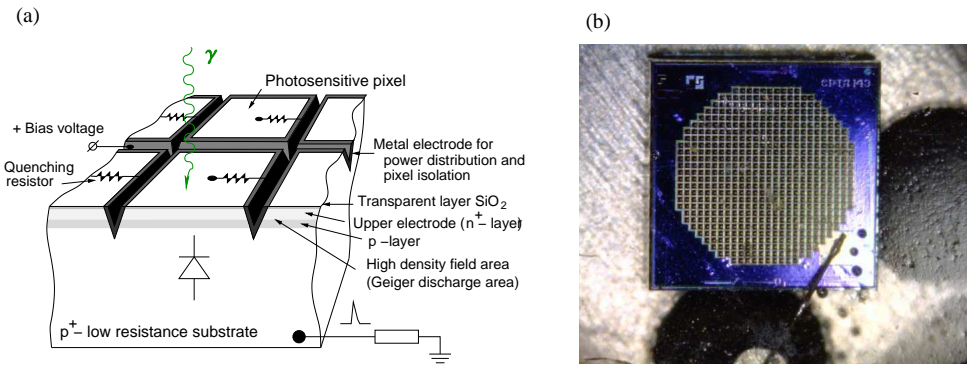 (a)
(b)
γ
Photosensitive pixel
+ Bias voltage
Quenching
resistor
Metal electrode for
power distribution and
pixel isolation
Transparent layer SiO2
Upper electrode (n+– layer)
p –layer
High density field area
(Geiger discharge area)
p+– low resistance substrate